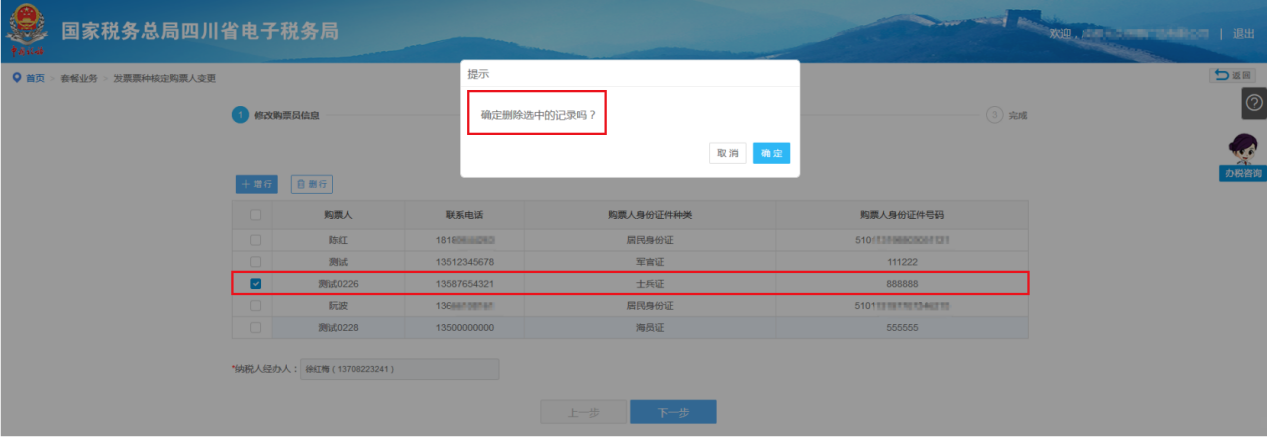 国家税务总局四川省电子税务局
欢迎, | 退出
首页 > 套餐业务 > 发票票种核定购票人变更
返回
提示
确定删除选中的记录吗？
取消 确定
1 修改购票员信息
3 完成
办税咨询
+ 增行 删行
购票人 联系电话 购票人身份证件种类 购票人身份证件号码
陈红 181 居民身份证 510
测试 13512345678 军官证 111222
测试0226 13587654321 士兵证 888888
阮波 136 居民身份证 5101
测试0228 13500000000 海员证 555555
*纳税人经办人： 徐红梅（13708223241）
上一步 下一步